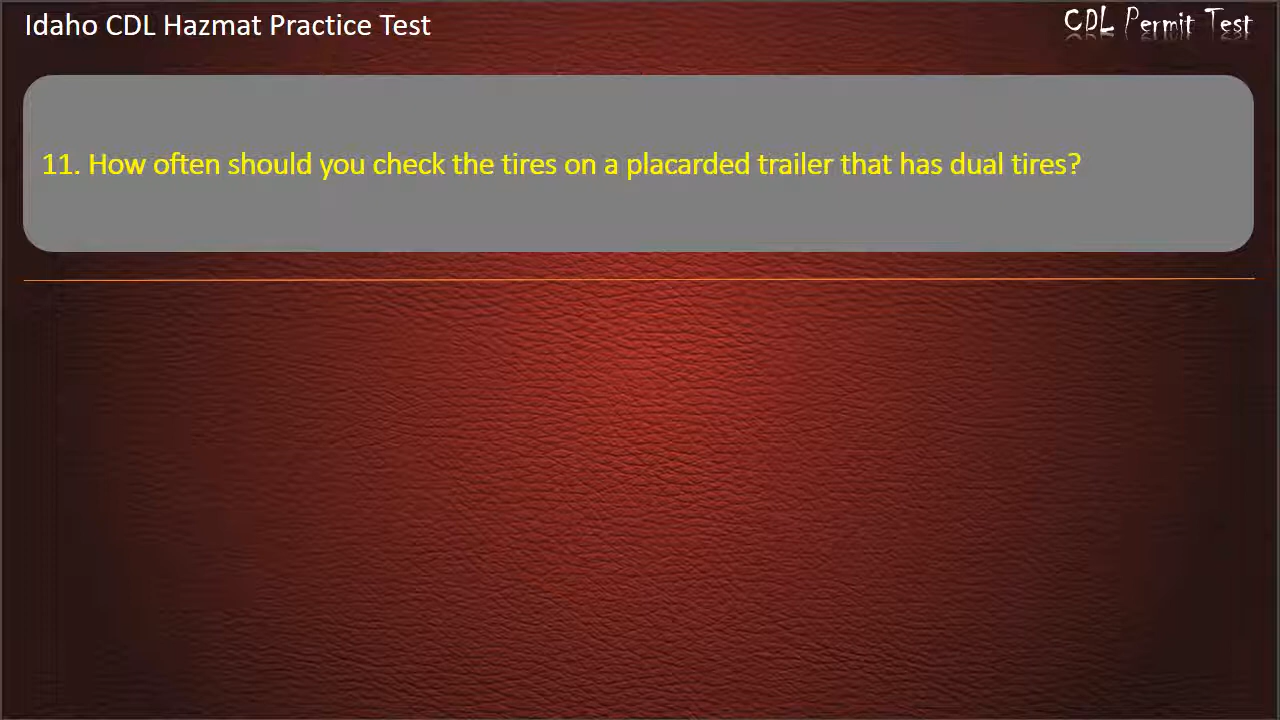 Idaho CDL Hazmat Practice Test
CDL Permit Test
11. How often should you check the tires on a placarded trailer that has dual tires?